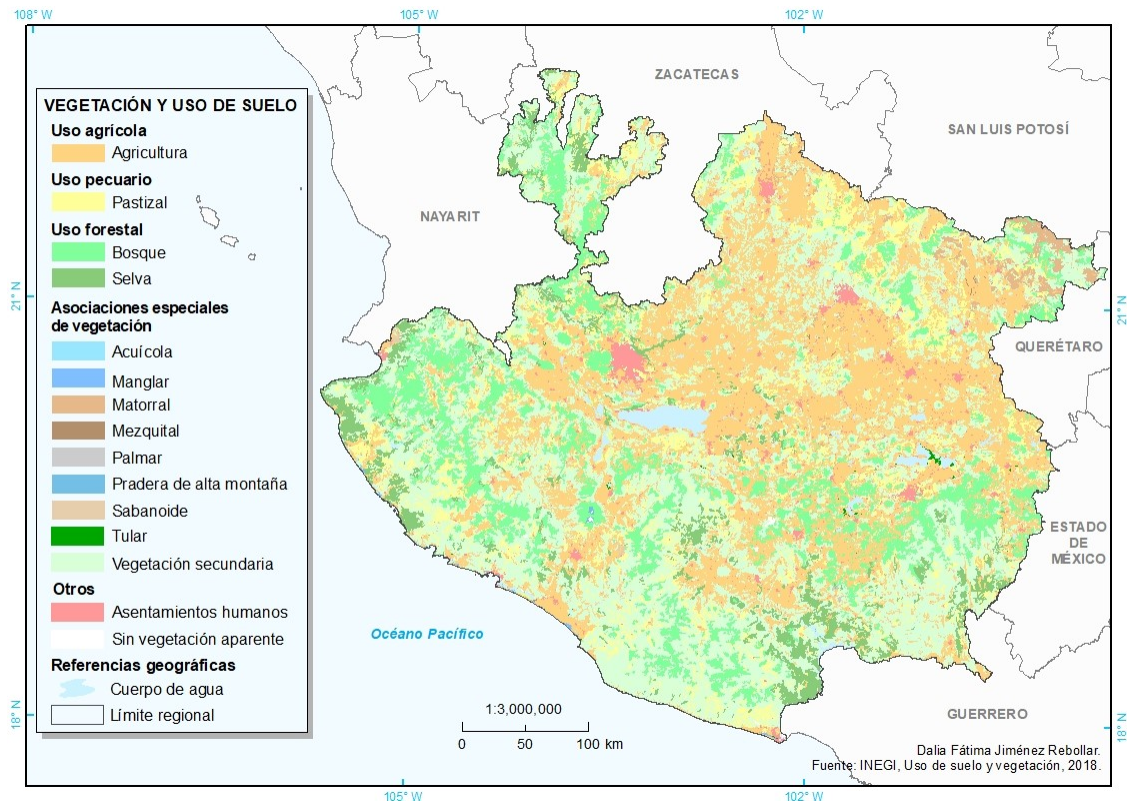 108° W
105° W
102° W
ZACATECAS
SAN LUIS POTOSÍ
NAYARIT
21° N
21° N
QUERÉTARO
ESTADO
DE
MÉXICO
GUERRERO
Océano Pacífico
VEGETACIÓN Y USO DE SUELO
Uso agrícola
Agricultura
Uso pecuario
Pastizal
Uso forestal
Bosque
Selva
Asociaciones especiales
de vegetación
Acuícola
Manglar
Matorral
Mezquital
Palmar
Pradera de alta montaña
Sabanoide
Tular
Vegetación secundaria
Otros
Asentamientos humanos
Sin vegetación aparente
Referencias geográficas
Cuerpo de agua
Límite regional
1:3,000,000
0 50 100 km
18° N
18° N
Dalia Fátima Jiménez Rebollar.
Fuente: INEGI, Uso de suelo y vegetación, 2018.
105° W
102° W